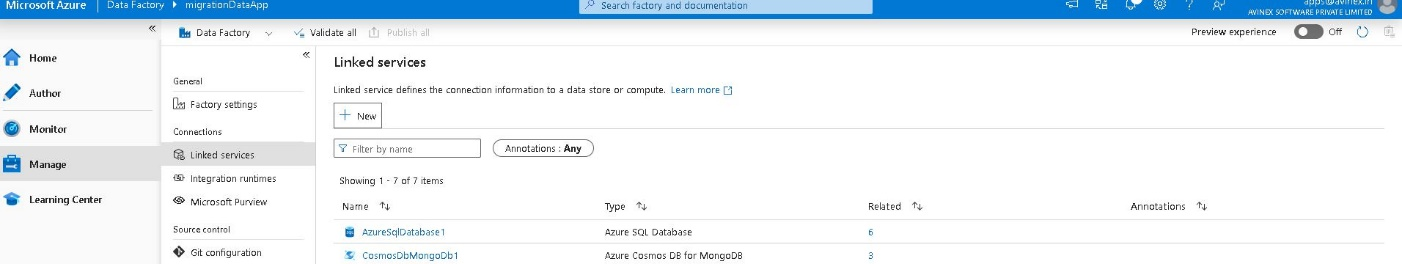 Microsoft Azure | Data Factory ▸ migrationDataApp
Search factory and documentation
apps@avinex.in
AVINEX SOFTWARE PRIVATE LIMITED
« Data Factory Validate all Publish all
Preview experience Off
Home
Author
Monitor
Manage
Learning Center
«
General
Factory settings
Connections
Linked services
Integration runtimes
Microsoft Purview
Source control
Git configuration
Linked services
Linked service defines the connection information to a data store or compute. Learn more
+ New
Filter by name
Annotations : Any
Showing 1 - 7 of 7 items
Name Type Related Annotations
AzureSqlDatabase1 Azure SQL Database 6
CosmosDbMongoDb1 Azure Cosmos DB for MongoDB 3